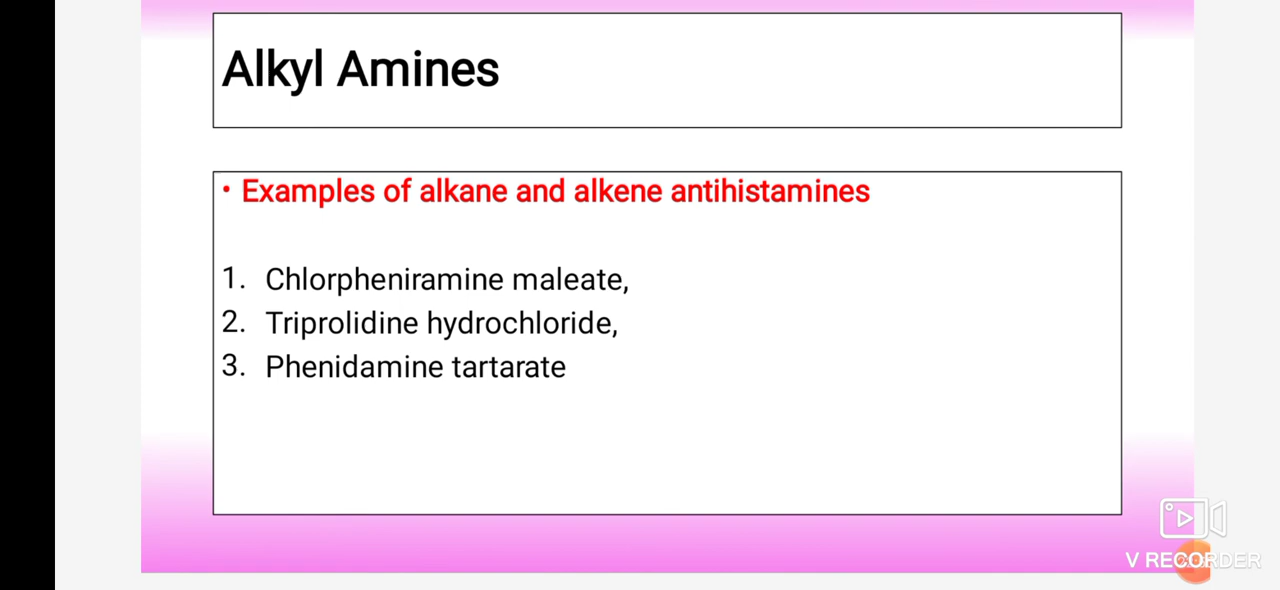 Alkyl Amines
• Examples of alkane and alkene antihistamines
1. Chlorpheniramine maleate,
2. Triprolidine hydrochloride,
3. Phenidamine tartarate
V RECORDER